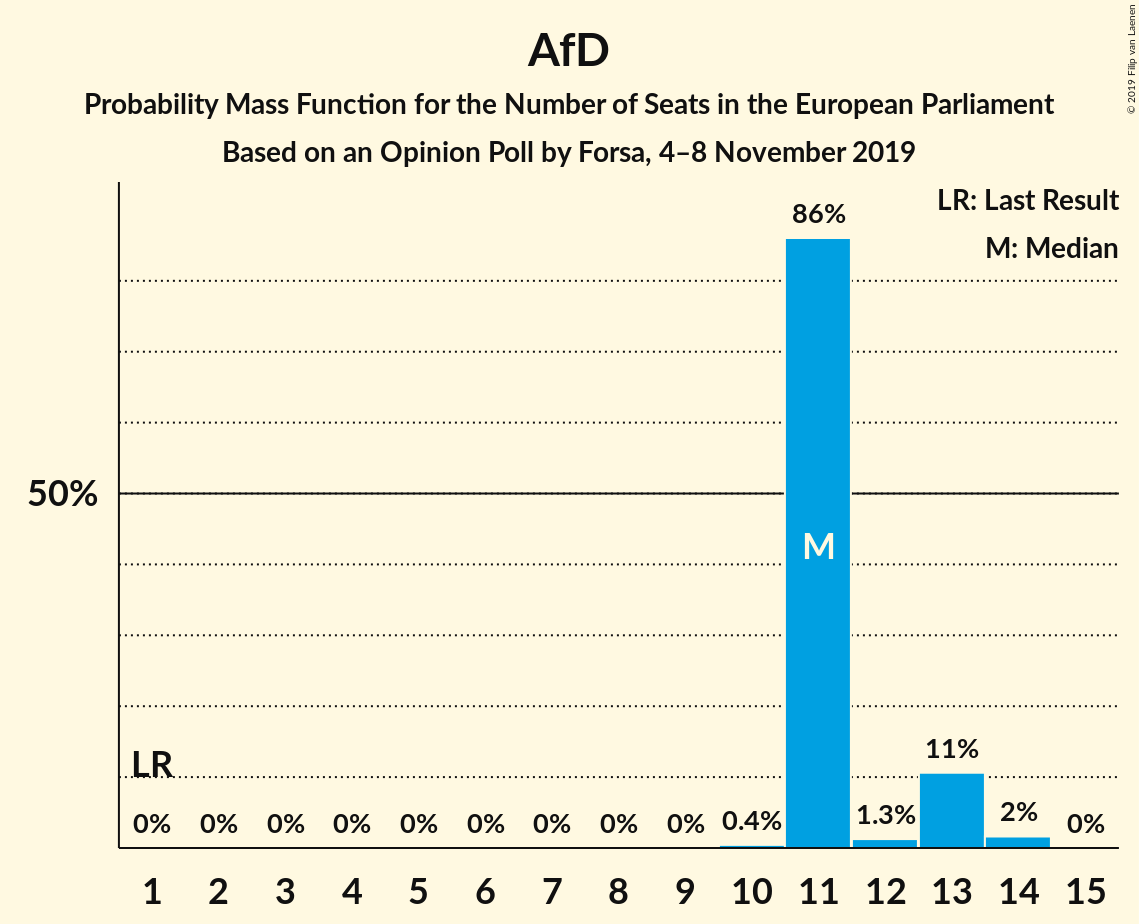 AfD
Probability Mass Function for the Number of Seats in the European Parliament
Based on an Opinion Poll by Forsa, 4–8 November 2019
© 2019 Filip van Laenen
LR: Last Result
M: Median
86%
50%
M
LR
11%
0% 0% 0% 0% 0% 0% 0% 0% 0% 0.4% 1.3% 2% 0%
1 2 3 4 5 6 7 8 9 10 11 12 13 14 15